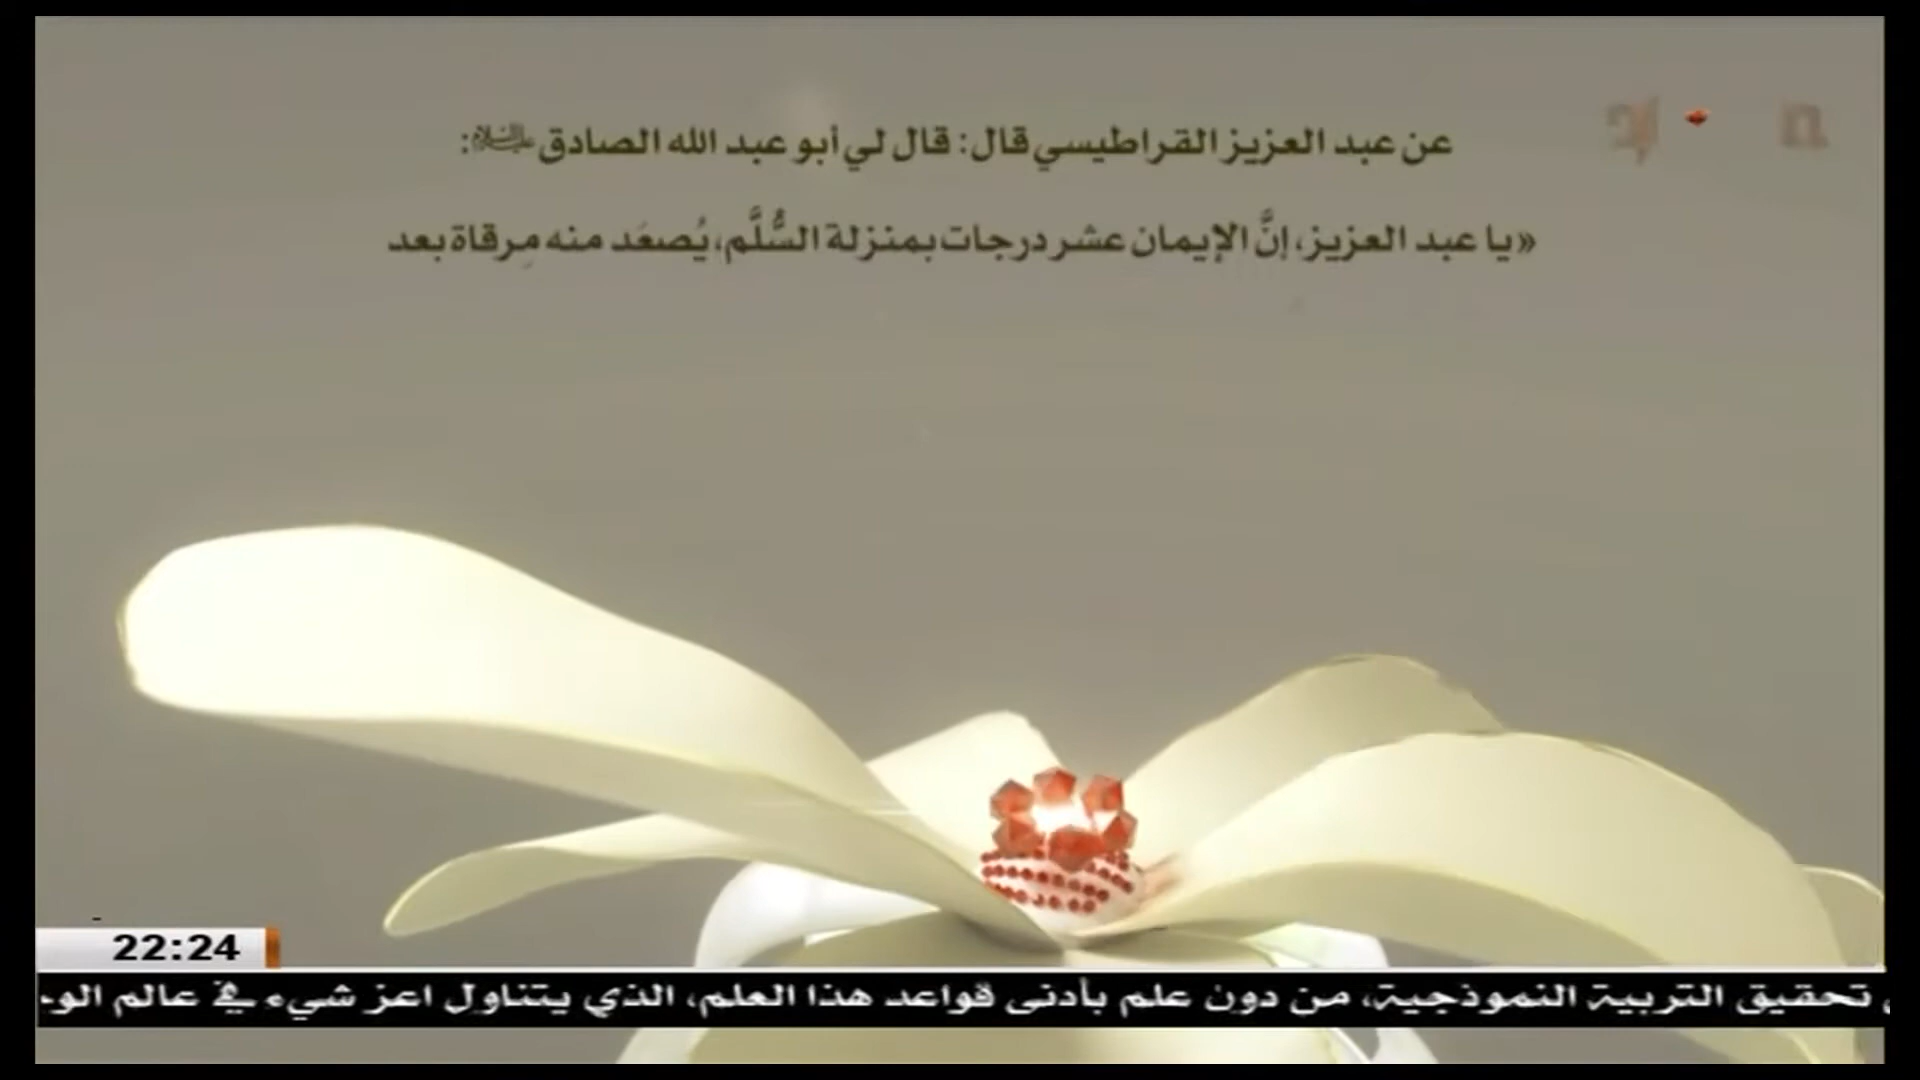 عن عبد العزيز القراطيسي قال: قال لي أبو عبد الله الصادق عليه السلام:
«يا عبد العزيز، إنَّ الإيمان عشر درجات بمنزلة السُّلَّم، يُصعَد منه مِرقاة بعد
22:24
تحقيق التربية النموذجية، من دون علم بأدنى قواعد هذا العلم، الذي يتناول اعز شيء في عالم